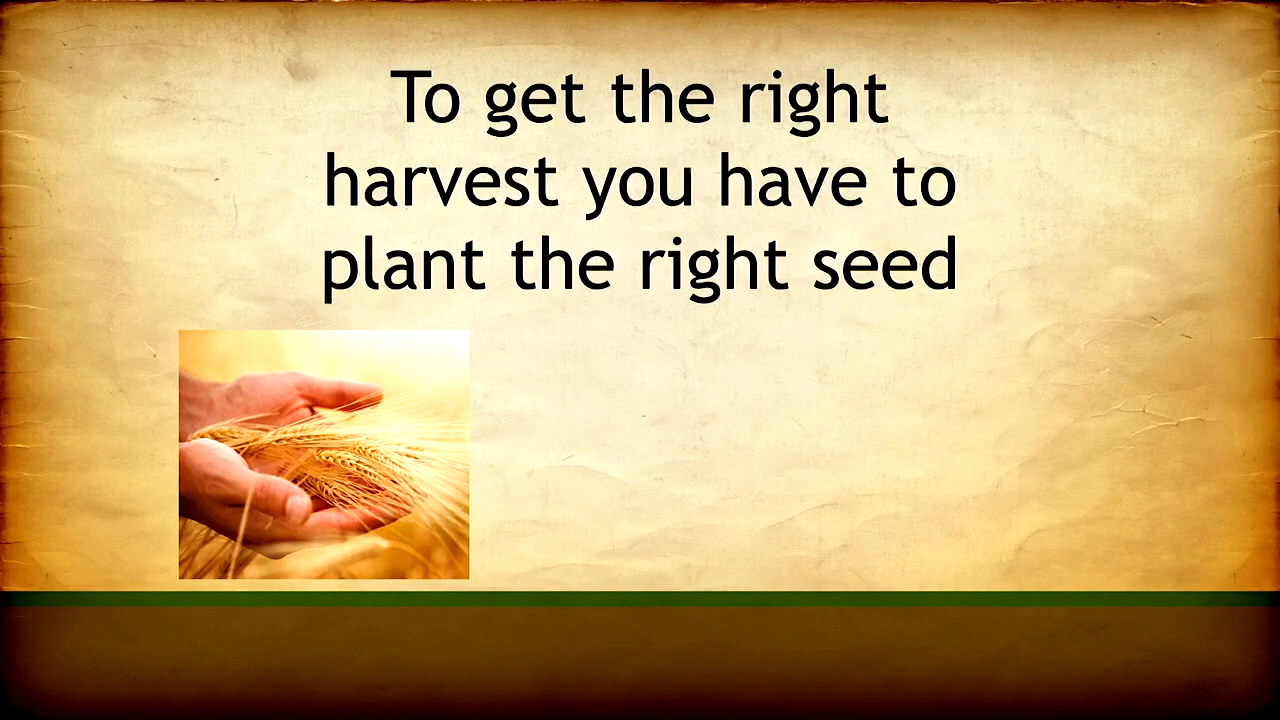 To get the right
harvest you have to
plant the right seed